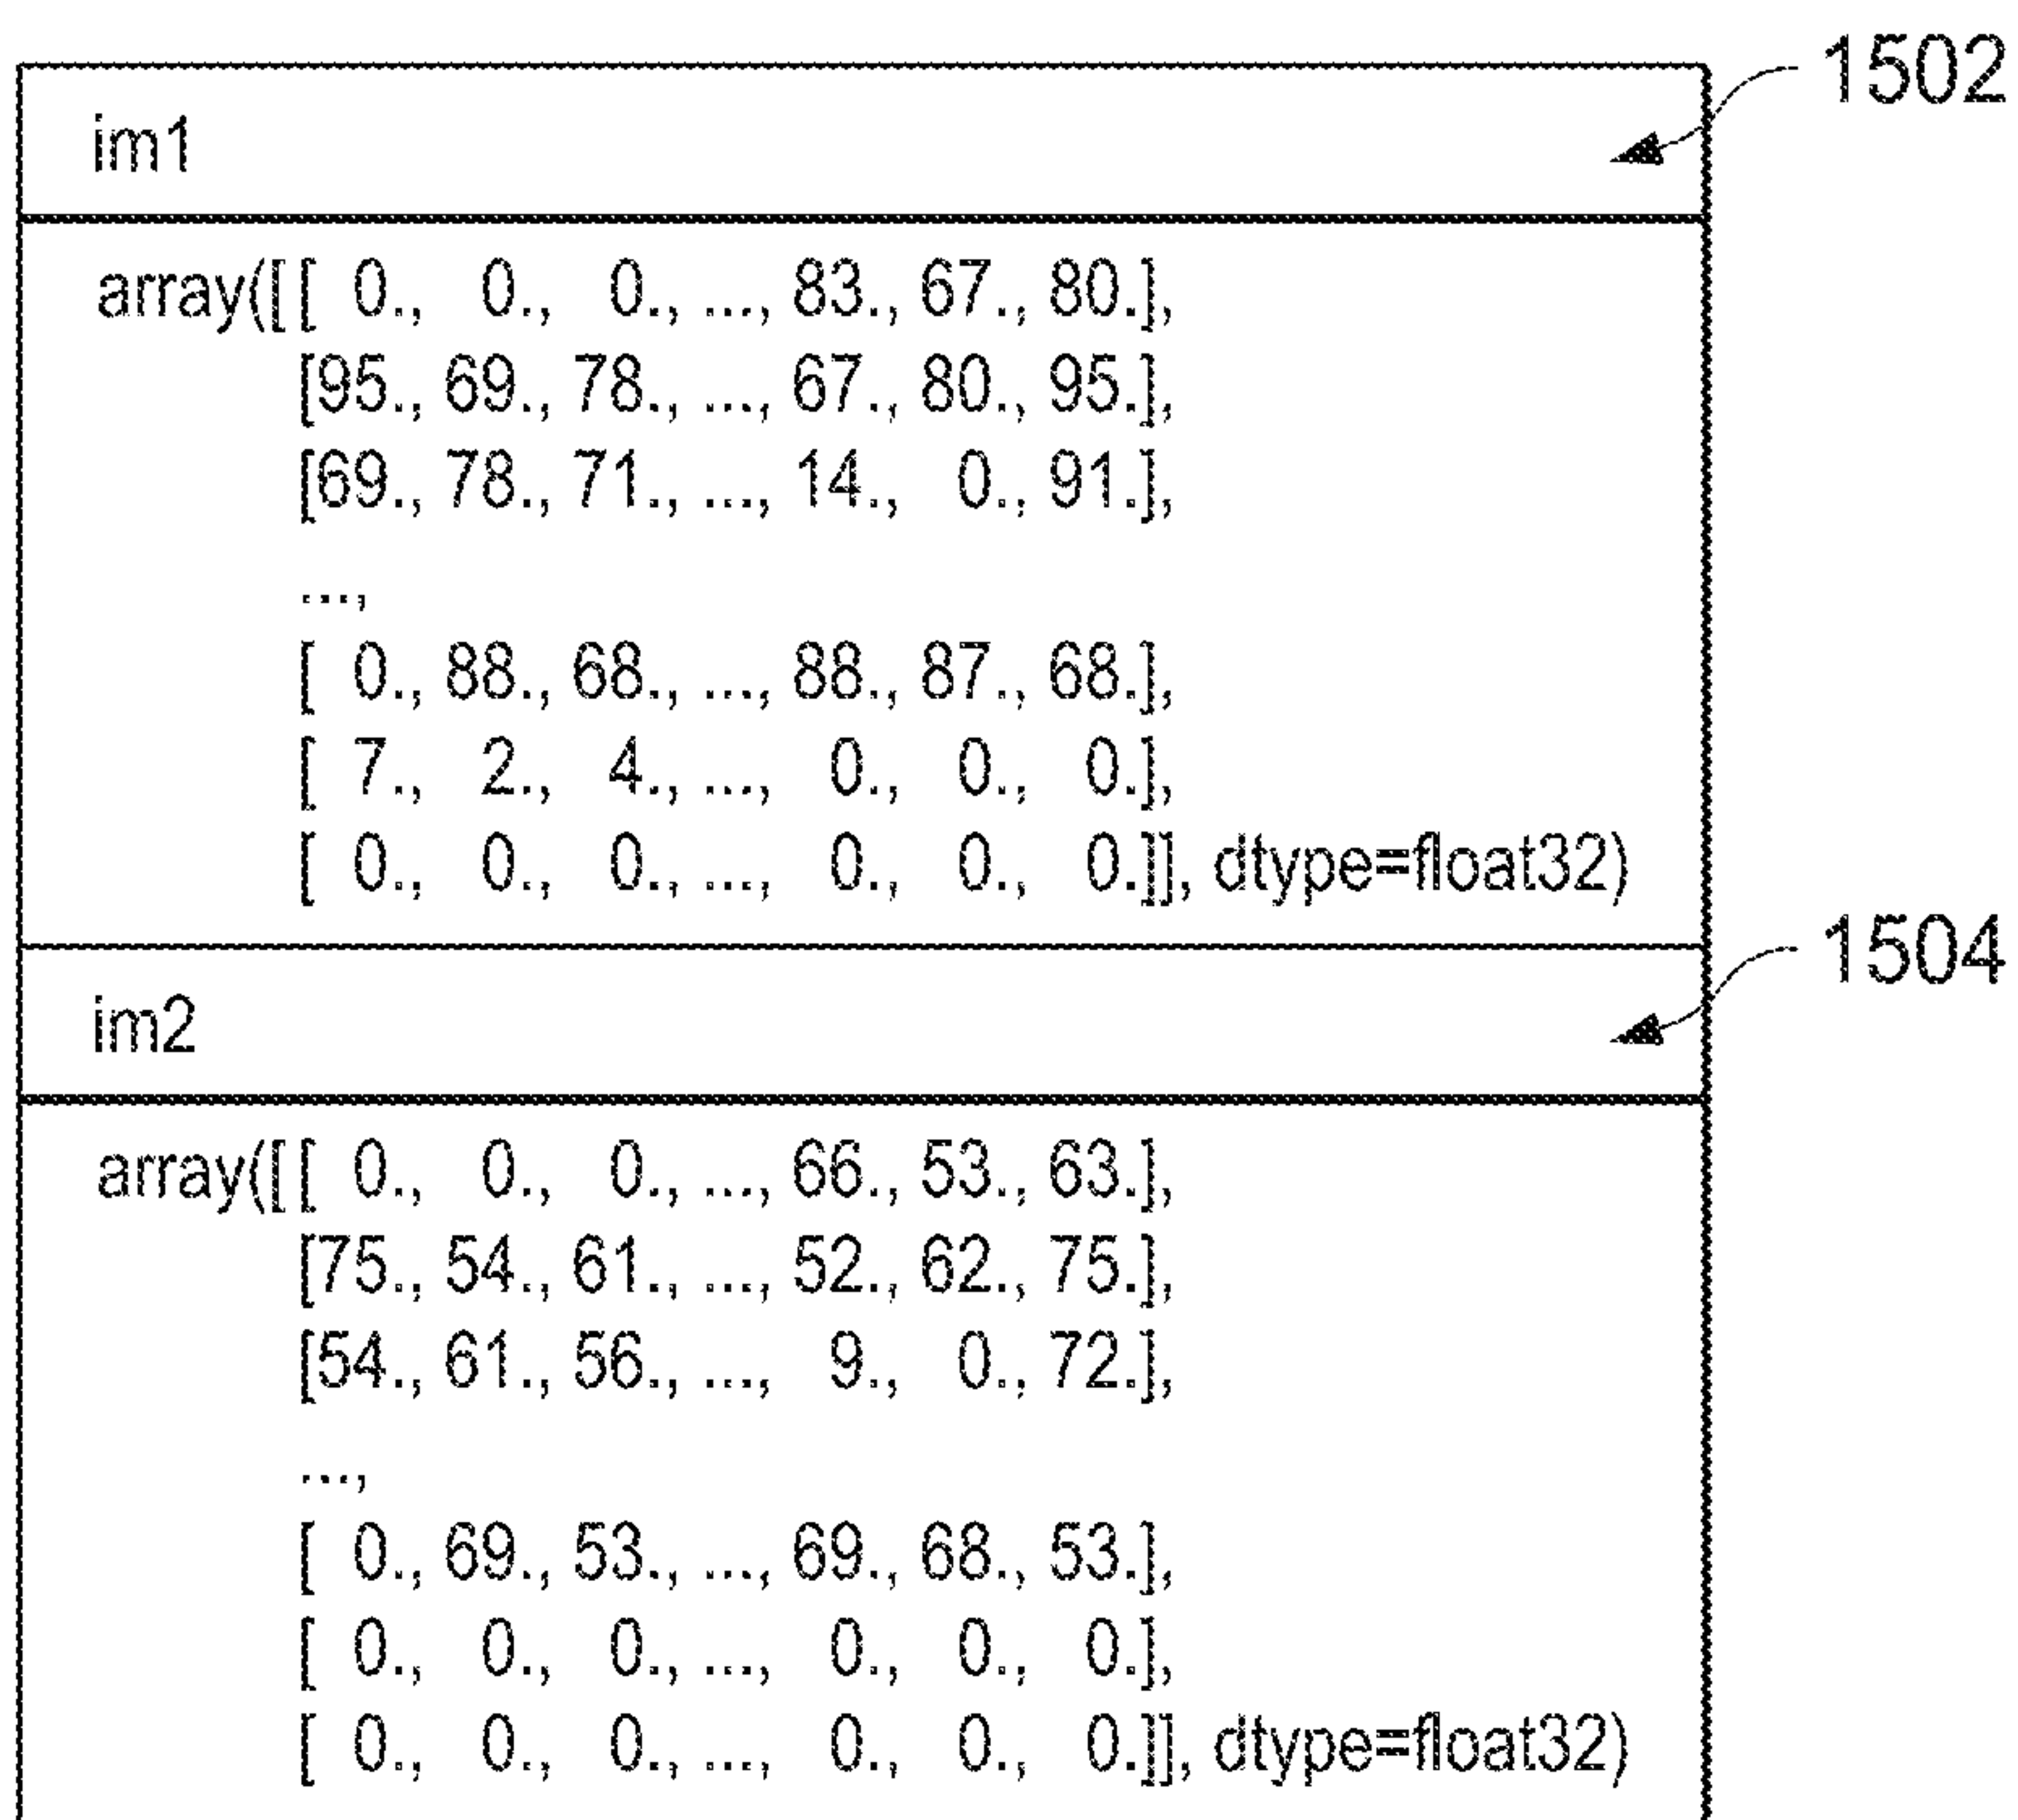 1502
im1
array([[ 0., 0., 0., ..., 83., 67., 80.],
[95., 69., 78., ..., 67., 80., 95.],
[69., 78., 71., ..., 14., 0., 91.],
...,
[ 0., 88., 68., ..., 88., 87., 68.],
[ 7., 2., 4., ..., 0., 0., 0.],
[ 0., 0., 0., ..., 0., 0., 0.]], dtype=float32)
1504
im2
array([[ 0., 0., 0., ..., 66., 53., 63.],
[75., 54., 61., ..., 52., 62., 75.],
[54., 61., 56., ..., 9., 0., 72.],
...,
[ 0., 69., 53., ..., 69., 68., 53.],
[ 0., 0., 0., ..., 0., 0., 0.],
[ 0., 0., 0., ..., 0., 0., 0.]], dtype=float32)